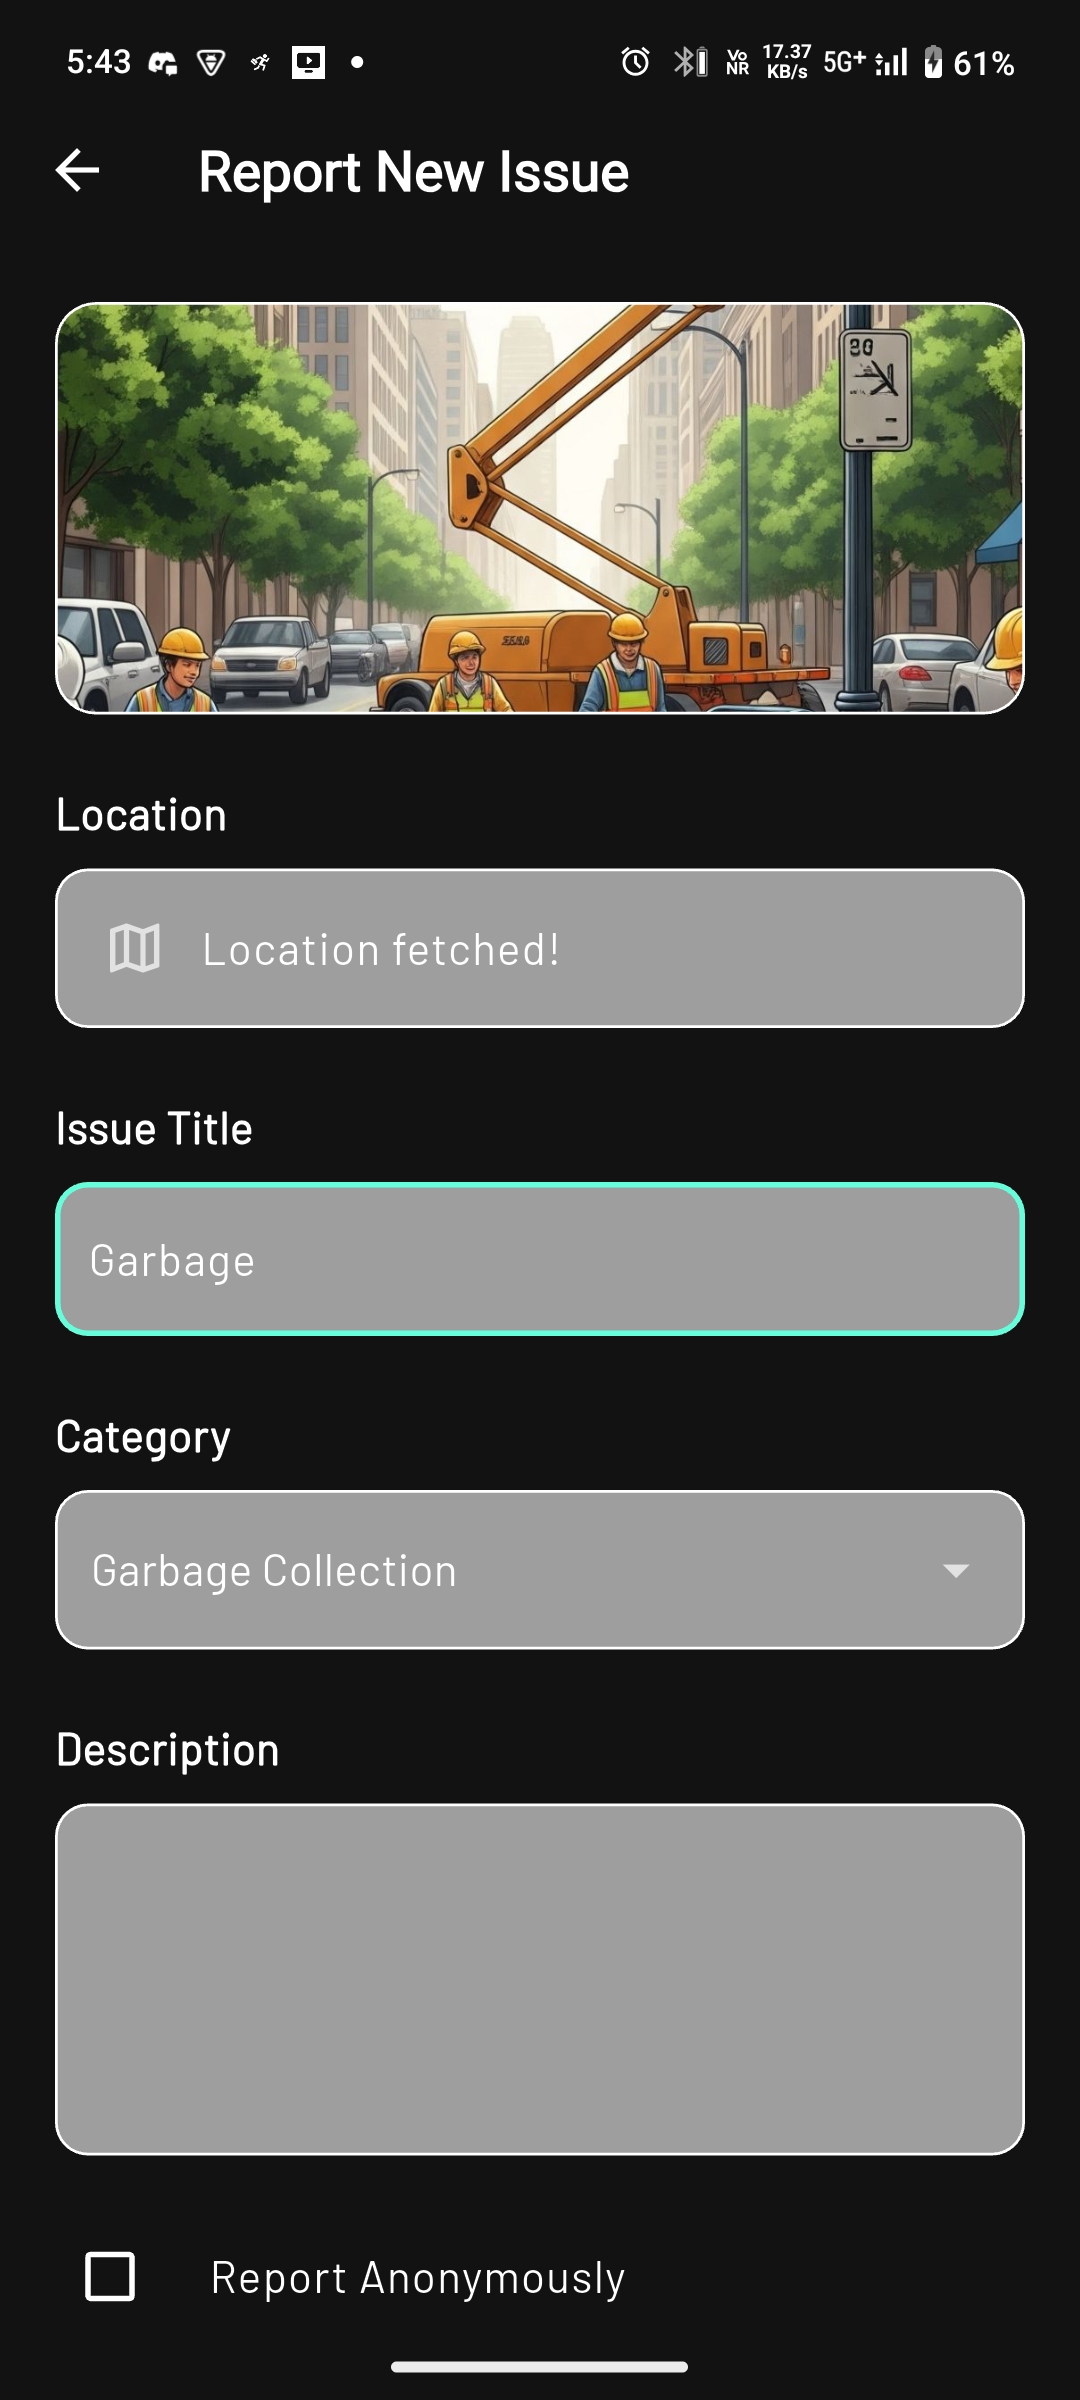 5:43 Vo NR 17.37 KB/s 5G+ 61%
Report New Issue
Location
Location fetched!
Issue Title
Garbage
Category
Garbage Collection
Description
Report Anonymously